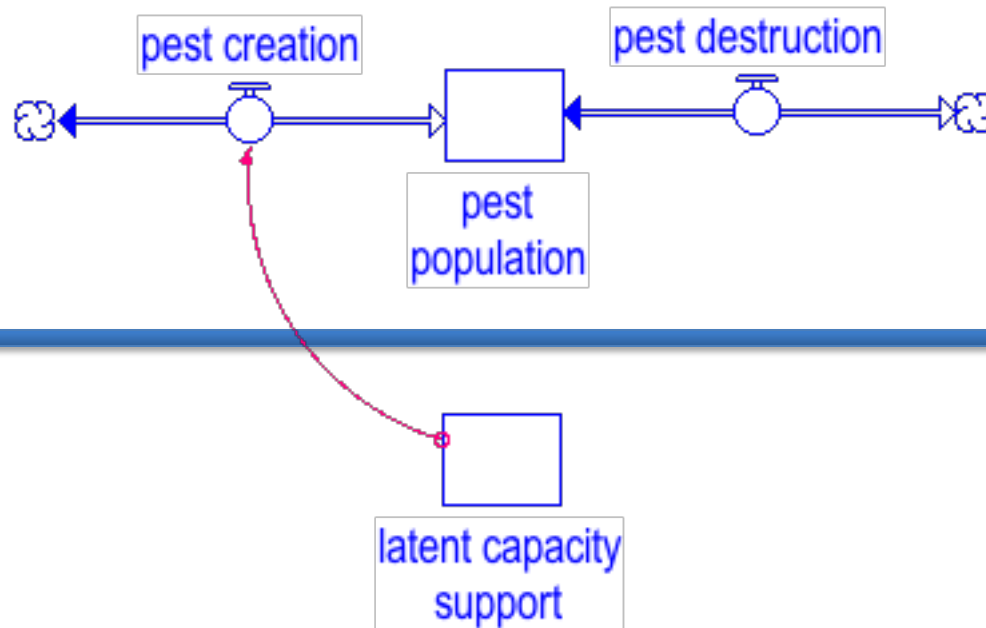 pest creation
pest destruction
pest
population
latent capacity
support